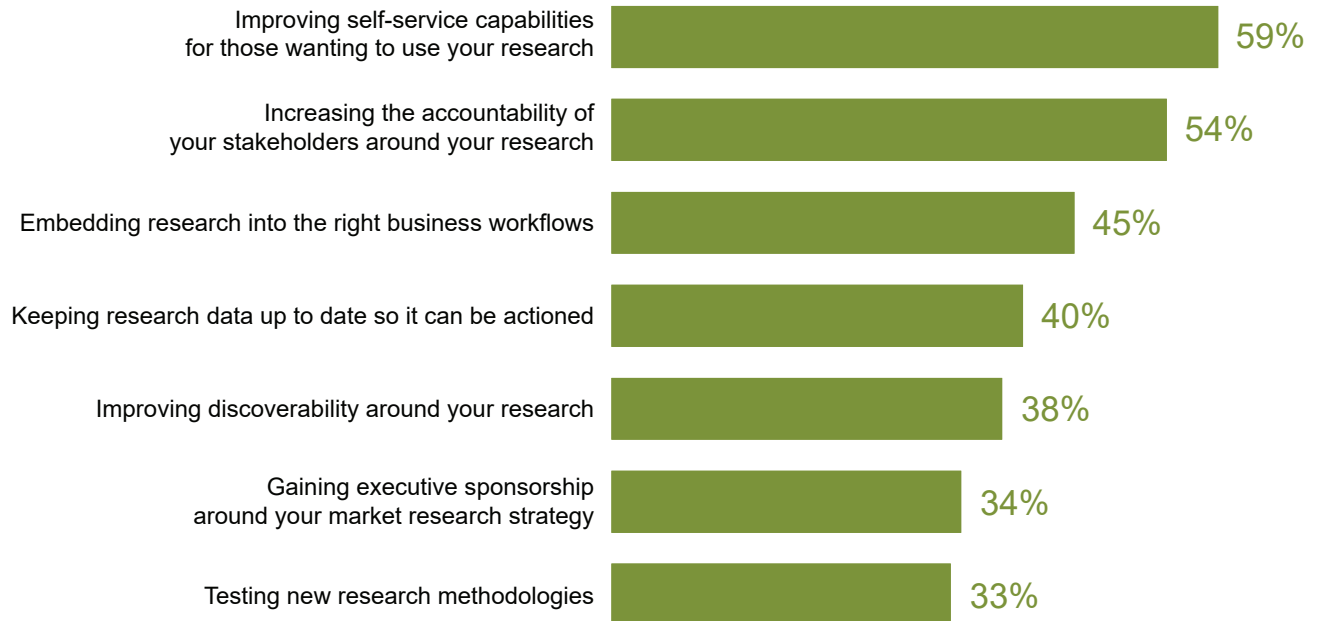 Improving self-service capabilities
for those wanting to use your research
59%
Increasing the accountability of
your stakeholders around your research
54%
Embedding research into the right business workflows
45%
Keeping research data up to date so it can be actioned
40%
Improving discoverability around your research
38%
Gaining executive sponsorship
around your market research strategy
34%
Testing new research methodologies
33%